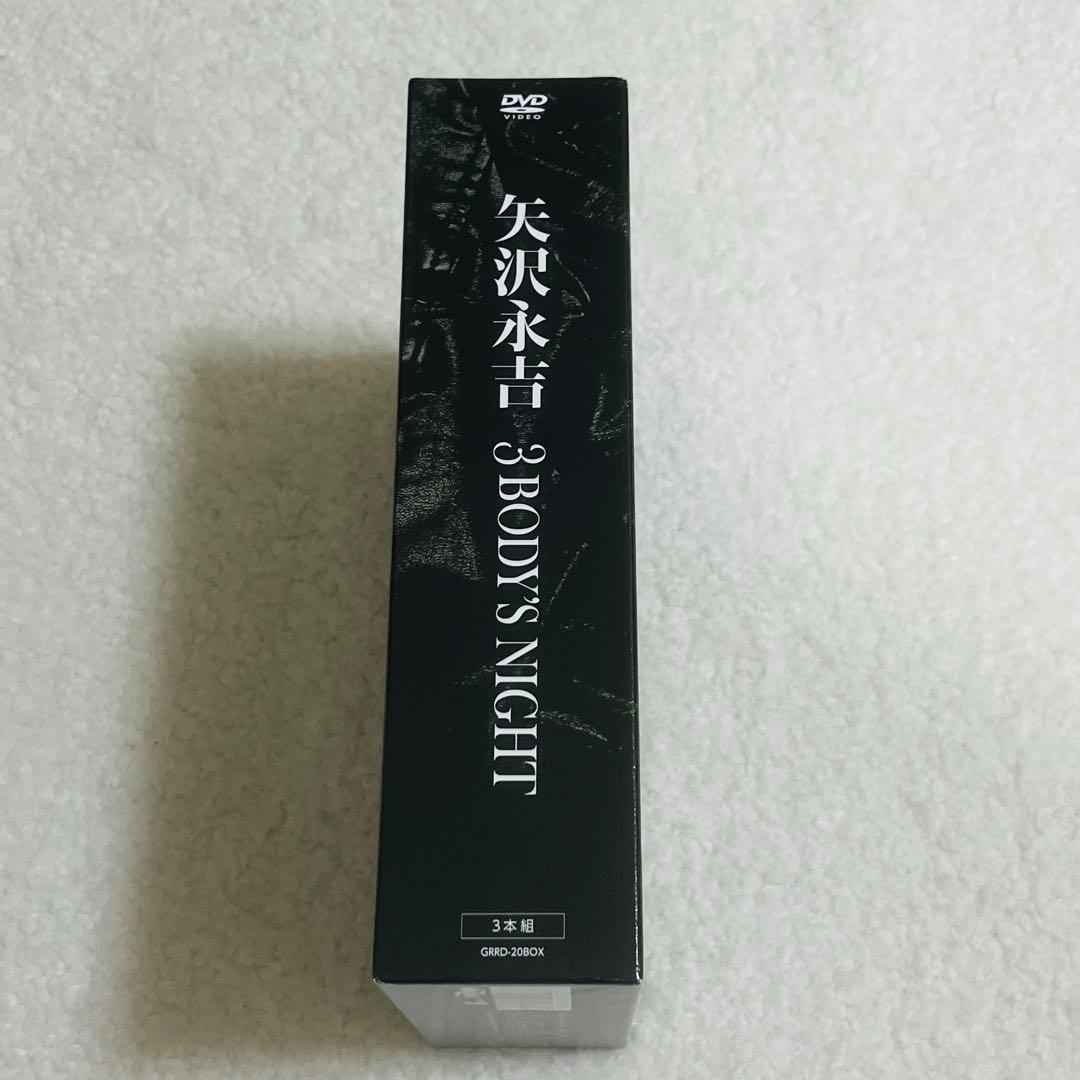 DVD
VIDEO
矢沢永吉 3 BODY'S NIGHT
3本組
GRRD-20BOX